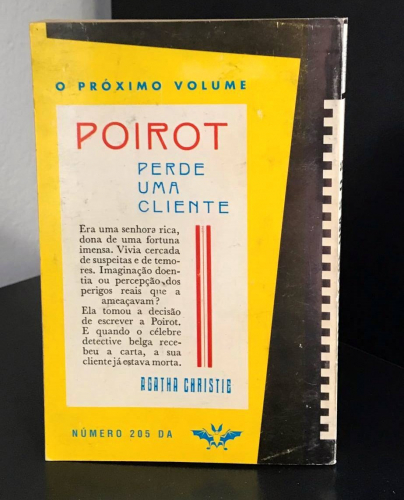 O PRÓXIMO VOLUME
POIROT
PERDE
UMA
CLIENTE
Era uma senhora rica,
dona de uma fortuna
imensa. Vivia cercada
de suspeitas e de temo-
res. Imaginação doen-
tia ou percepção dos
perigos reais que a
ameaçavam?
Ela tomou a decisão
de escrever a Poirot.
E quando o célebre
detective belga rece-
beu a carta, a sua
cliente já estava morta.
AGATHA CHRISTIE
NÚMERO 205 DA